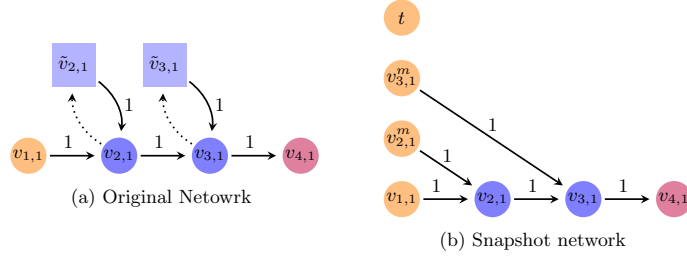 t
ṽ2,1 ṽ3,1
v^m_3,1
1 1 1
v^m_2,1
1
1 1 1 1 1 1
v1,1 v2,1 v3,1 v4,1 v1,1 v2,1 v3,1 v4,1
(a) Original Netowrk
(b) Snapshot network